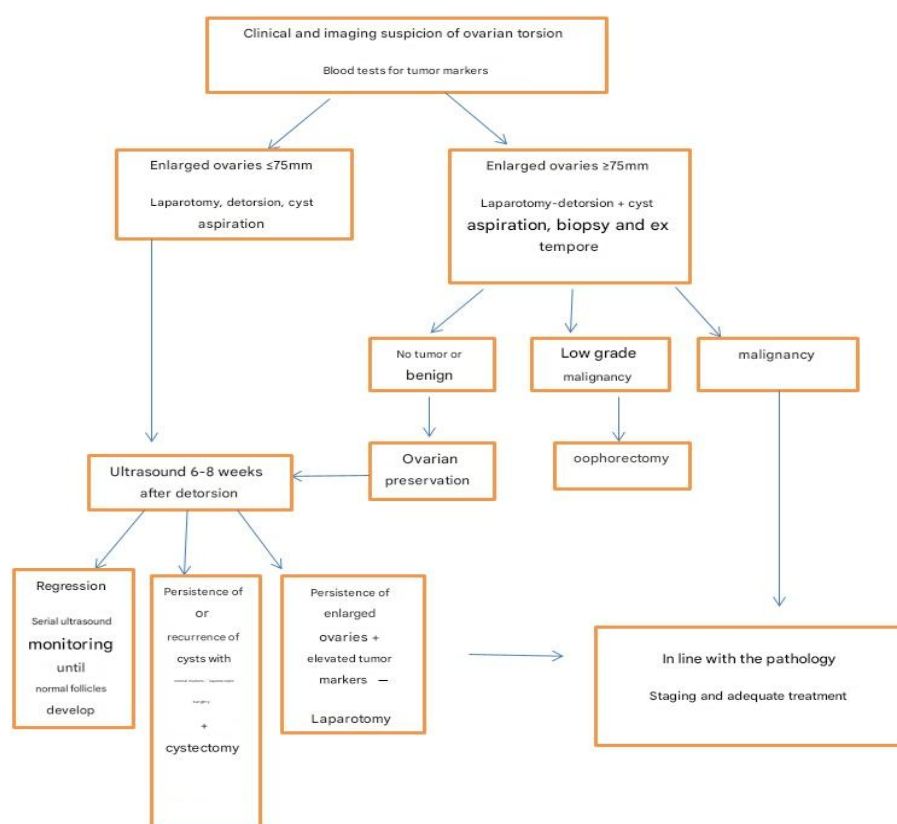 Clinical and imaging suspicion of ovarian torsion
Blood tests for tumor markers
Enlarged ovaries ≤75mm
Laparotomy, detorsion, cyst
aspiration
Enlarged ovaries ≥75mm
Laparotomy-detorsion + cyst
aspiration, biopsy and ex
tempore
No tumor or
benign
Low grade
malignancy
malignancy
Ovarian
preservation
oophorectomy
Ultrasound 6-8 weeks
after detorsion
Regression
Serial ultrasound
monitoring
until
normal follicles
develop
Persistence of
or
recurrence of
cysts with
surgery
+
cystectomy
Persistence of
enlarged
ovaries +
elevated tumor
markers —
Laparotomy
In line with the pathology
Staging and adequate treatment